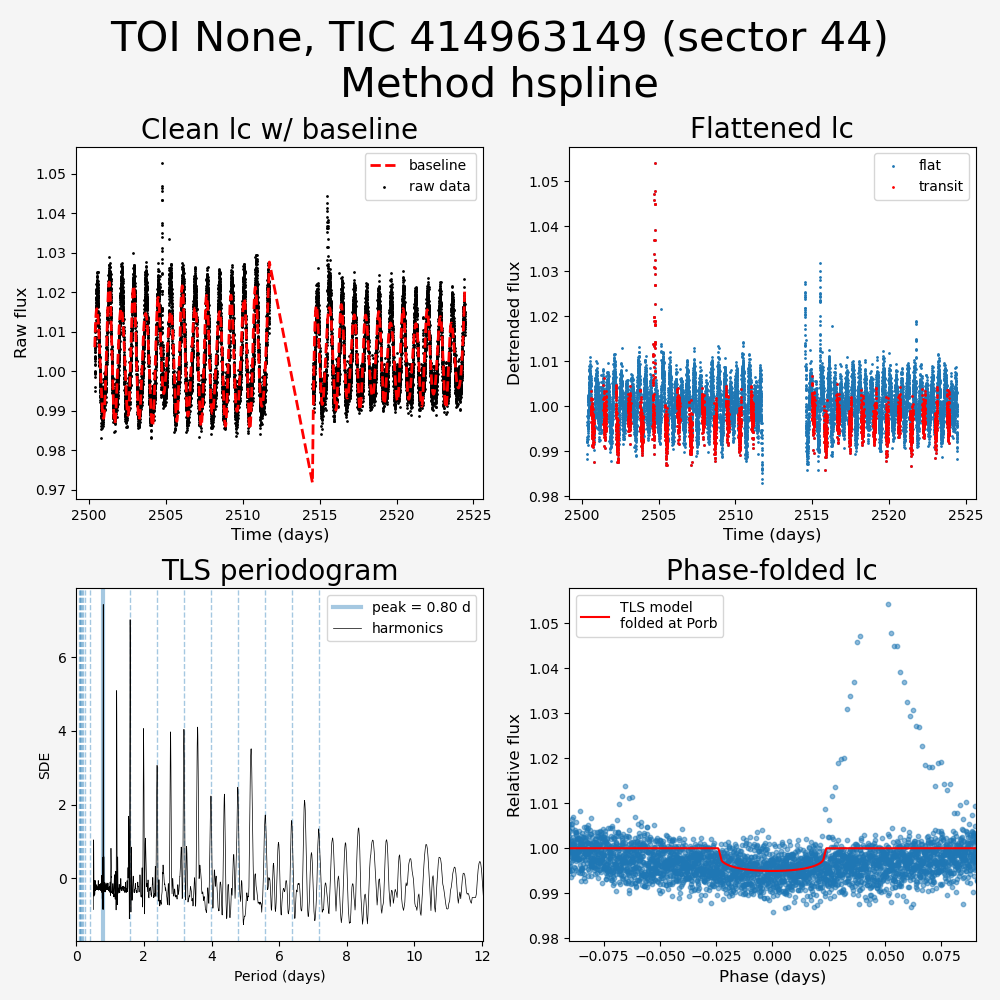 TOI None, TIC 414963149 (sector 44)
Method hspline
Clean lc w/ baseline
Flattened lc
baseline
raw data
1.05
1.04
1.03
1.02
1.01
1.00
0.99
0.98
0.97
Raw flux
2500
2505
2510
2515
2520
2525
Time (days)
flat
transit
1.05
1.04
1.03
1.02
1.01
1.00
0.99
0.98
Detrended flux
2500
2505
2510
2515
2520
2525
Time (days)
TLS periodogram
Phase-folded lc
peak = 0.80 d
harmonics
6
4
2
0
SDE
0
2
4
6
8
10
12
Period (days)
TLS model
folded at Porb
1.05
1.04
1.03
1.02
1.01
1.00
0.99
0.98
Relative flux
−0.075
−0.050
−0.025
0.000
0.025
0.050
0.075
Phase (days)